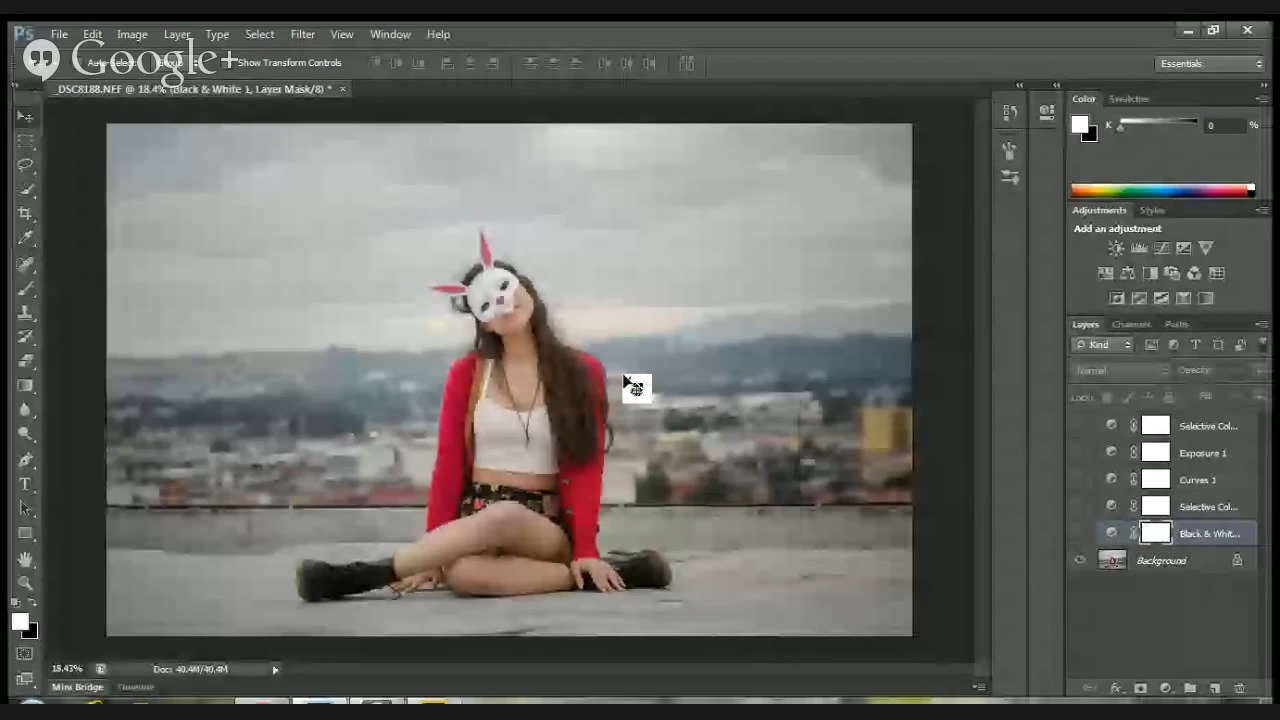 Ps File Edit Image Layer Type Select Filter View Window Help
Google+
Show Transform Controls
Essentials
_DSC8188.NEF @ 18.4% (Black & White 1, Layer Mask/8) * ×
Color Swatches
K 0 %
Adjustments Styles
Add an adjustment
Layers Channels Paths
Kind
Normal Opacity:
Lock: Fill:
Selective Col...
Exposure 1
Curves 1
Selective Col...
Black & Whit...
Background
18.43% Doc: 40.4M/40.4M
Mini Bridge Timeline